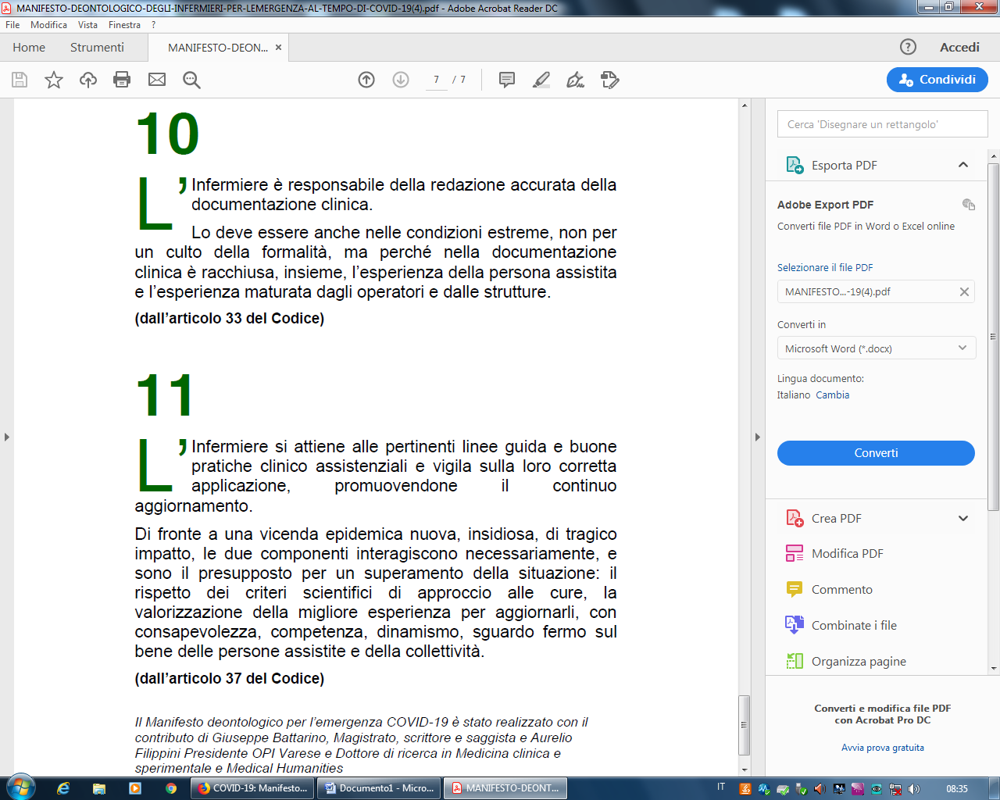 MANIFESTO-DEONTOLOGICO-DEGLI-INFERMIERI-PER-LEMERGENZA-AL-TEMPO-DI-COVID-19(4).pdf - Adobe Acrobat Reader DC
File Modifica Vista Finestra ?
Home Strumenti MANIFESTO-DEON... × ? Accedi
7 / 7 Condividi
10
L’Infermiere è responsabile della redazione accurata della
documentazione clinica.
Lo deve essere anche nelle condizioni estreme, non per
un culto della formalità, ma perché nella documentazione
clinica è racchiusa, insieme, l’esperienza della persona assistita
e l’esperienza maturata dagli operatori e dalle strutture.
(dall’articolo 33 del Codice)
11
L’Infermiere si attiene alle pertinenti linee guida e buone
pratiche clinico assistenziali e vigila sulla loro corretta
applicazione, promuovendone il continuo
aggiornamento.
Di fronte a una vicenda epidemica nuova, insidiosa, di tragico
impatto, le due componenti interagiscono necessariamente, e
sono il presupposto per un superamento della situazione: il
rispetto dei criteri scientifici di approccio alle cure, la
valorizzazione della migliore esperienza per aggiornarli, con
consapevolezza, competenza, dinamismo, sguardo fermo sul
bene delle persone assistite e della collettività.
(dall’articolo 37 del Codice)
Il Manifesto deontologico per l’emergenza COVID-19 è stato realizzato con il
contributo di Giuseppe Battarino, Magistrato, scrittore e saggista e Aurelio
Filippini Presidente OPI Varese e Dottore di ricerca in Medicina clinica e
sperimentale e Medical Humanities
Cerca 'Disegnare un rettangolo'
Esporta PDF
Adobe Export PDF
Converti file PDF in Word o Excel online
Selezionare il file PDF
MANIFESTO...-19(4).pdf
Converti in
Microsoft Word (*.docx)
Lingua documento:
Italiano Cambia
Converti
Crea PDF
Modifica PDF
Commento
Combinate i file
Organizza pagine
Converti e modifica file PDF
con Acrobat Pro DC
Avvia prova gratuita
COVID-19: Manifesto... Documento1 - Micro... MANIFESTO-DEONT... IT 08:35